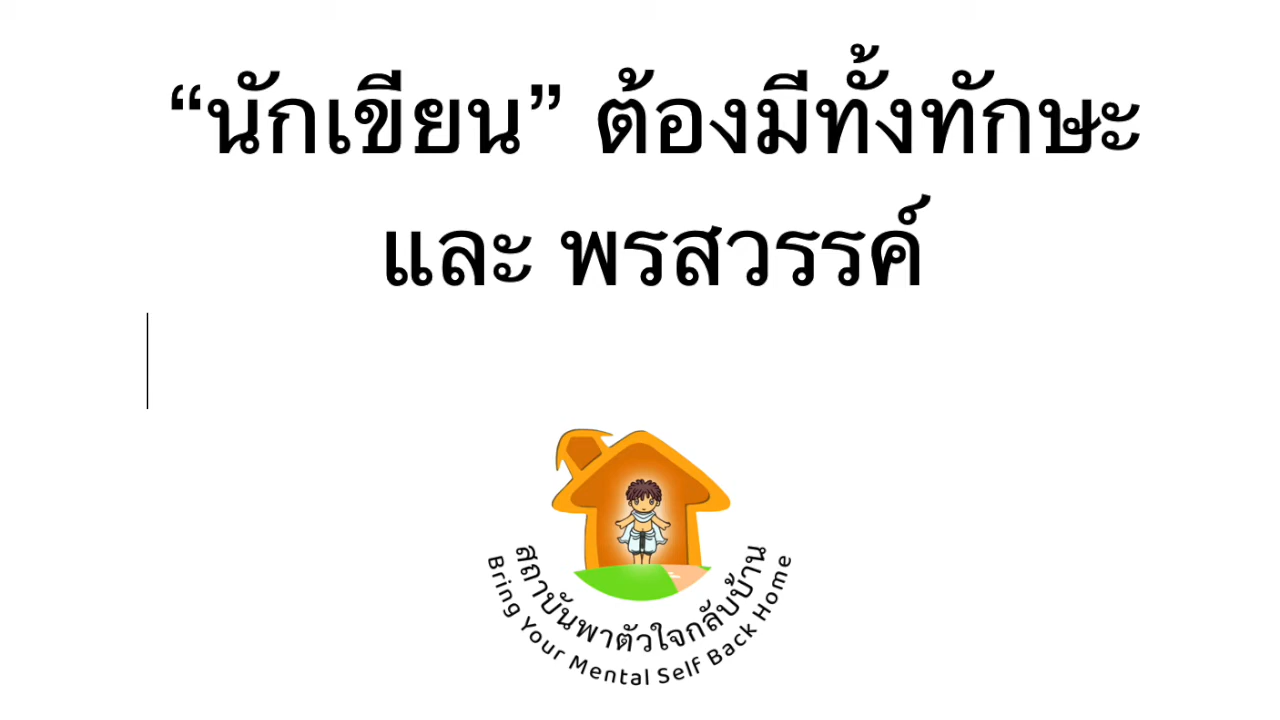 “นักเขียน” ต้องมีทั้งทักษะ
และ พรสวรรค์
สถาบันพาตัวใจกลับบ้าน
Bring Your Mental Self Back Home